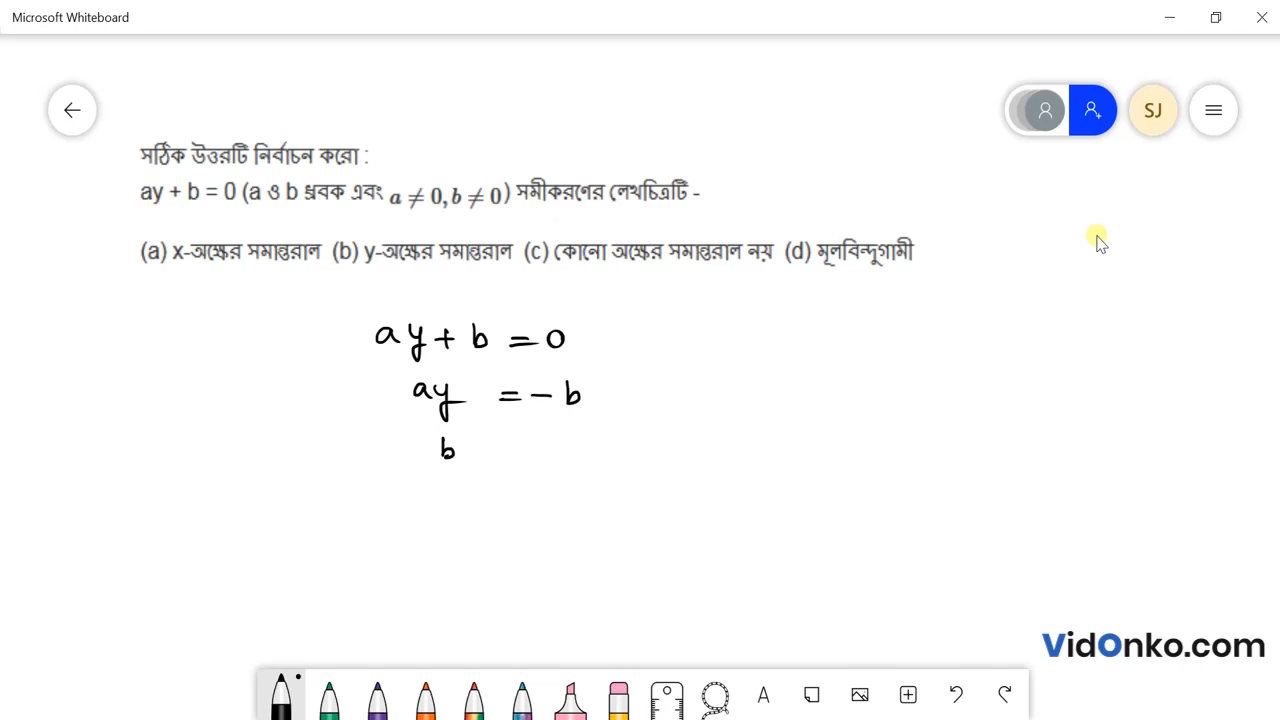 Microsoft Whiteboard
SJ
সঠিক উত্তরটি নির্বাচন করো :
ay + b = 0 (a ও b ধ্রুবক এবং a ≠ 0, b ≠ 0) সমীকরণের লেখচিত্রটি -
(a) x-অক্ষের সমান্তরাল (b) y-অক্ষের সমান্তরাল (c) কোনো অক্ষের সমান্তরাল নয় (d) মূলবিন্দুগামী
ay + b = 0
ay = - b
b
VidOnko.com
A